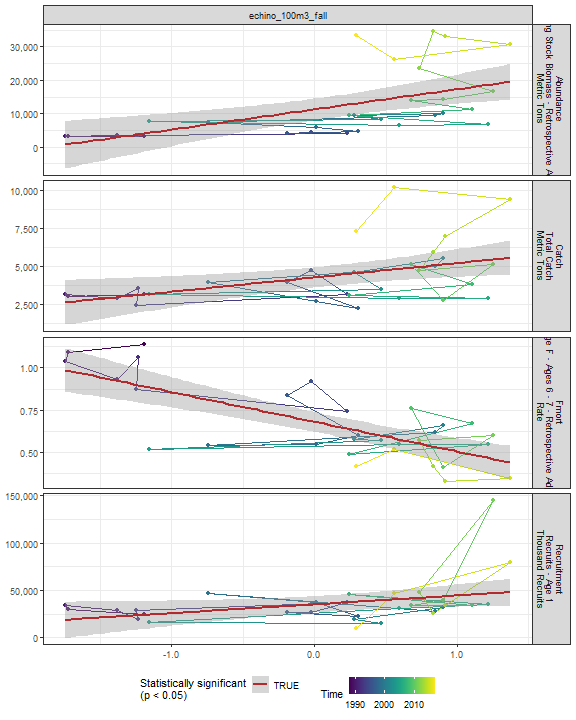 echino_100m3_fall
30,000
20,000
10,000
0
Abundance
Stock Biomass - Retrospective
Metric Tons
10,000
7,500
5,000
2,500
Catch
Total Catch
Metric Tons
1.00
0.75
0.50
Fmort
F - Ages 6 - 7 - Retrospective
Rate
150,000
100,000
50,000
0
Recruitment
Recruits - Age 1
Thousand Recruits
-1.0
0.0
1.0
Statistically significant
(p < 0.05)
TRUE
Time
1990
2000
2010